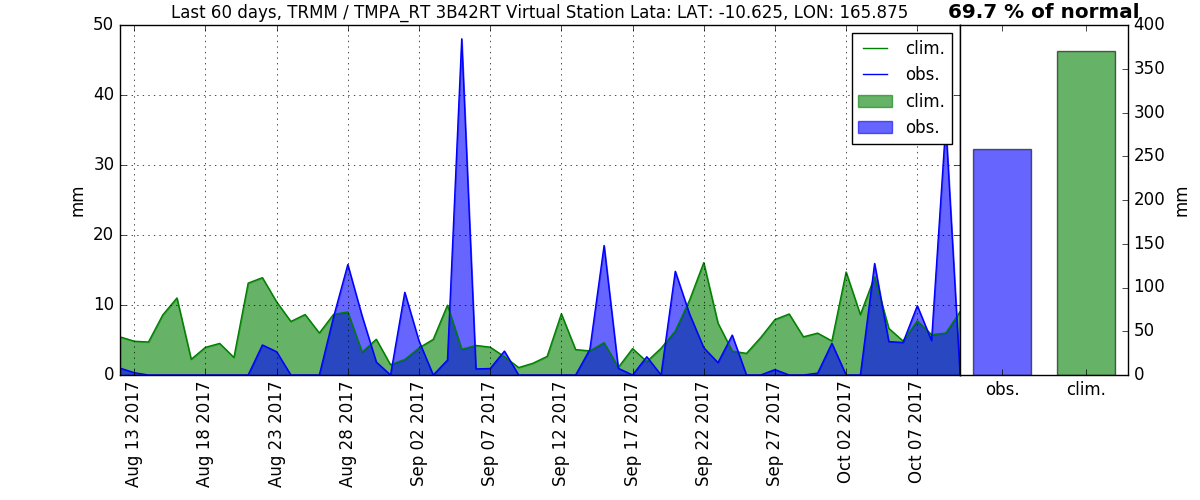 Last 60 days, TRMM / TMPA_RT 3B42RT Virtual Station Lata: LAT: -10.625, LON: 165.875
69.7 % of normal
50
40
30
20
10
0
mm
clim.
obs.
clim.
obs.
400
350
300
250
200
150
100
50
0
mm
obs.
clim.
Aug 13 2017
Aug 18 2017
Aug 23 2017
Aug 28 2017
Sep 02 2017
Sep 07 2017
Sep 12 2017
Sep 17 2017
Sep 22 2017
Sep 27 2017
Oct 02 2017
Oct 07 2017